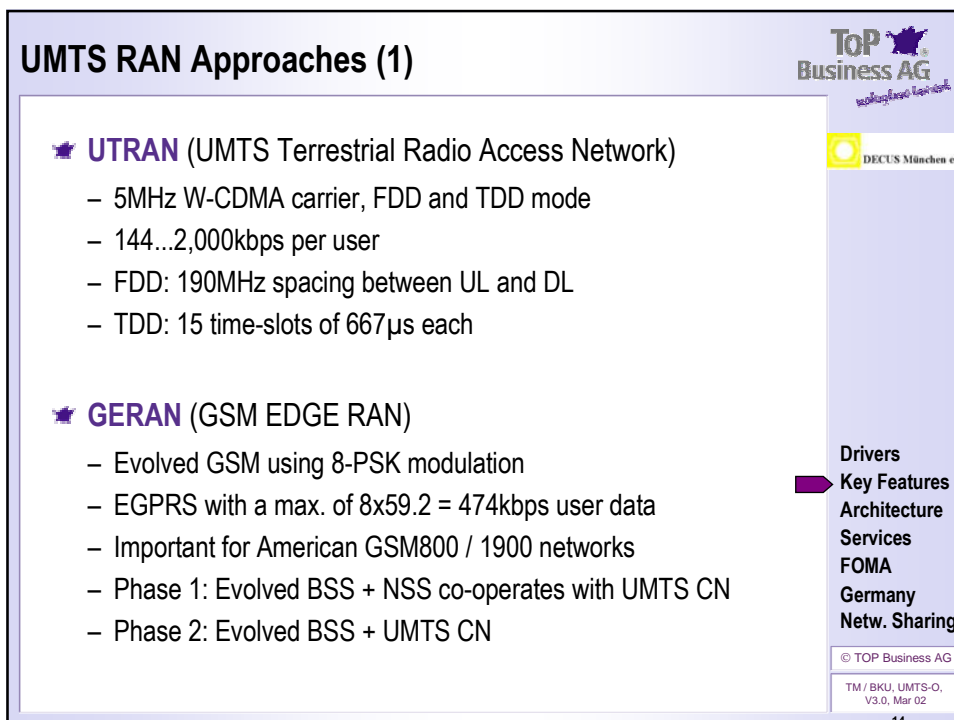 UMTS RAN Approaches (1)
ToP
Business AG
DECUS München e
UTRAN (UMTS Terrestrial Radio Access Network)
– 5MHz W-CDMA carrier, FDD and TDD mode
– 144...2,000kbps per user
– FDD: 190MHz spacing between UL and DL
– TDD: 15 time-slots of 667µs each
GERAN (GSM EDGE RAN)
– Evolved GSM using 8-PSK modulation
– EGPRS with a max. of 8x59.2 = 474kbps user data
– Important for American GSM800 / 1900 networks
– Phase 1: Evolved BSS + NSS co-operates with UMTS CN
– Phase 2: Evolved BSS + UMTS CN
Drivers
Key Features
Architecture
Services
FOMA
Germany
Netw. Sharing
© TOP Business AG
TM / BKU, UMTS-O,
V3.0, Mar 02